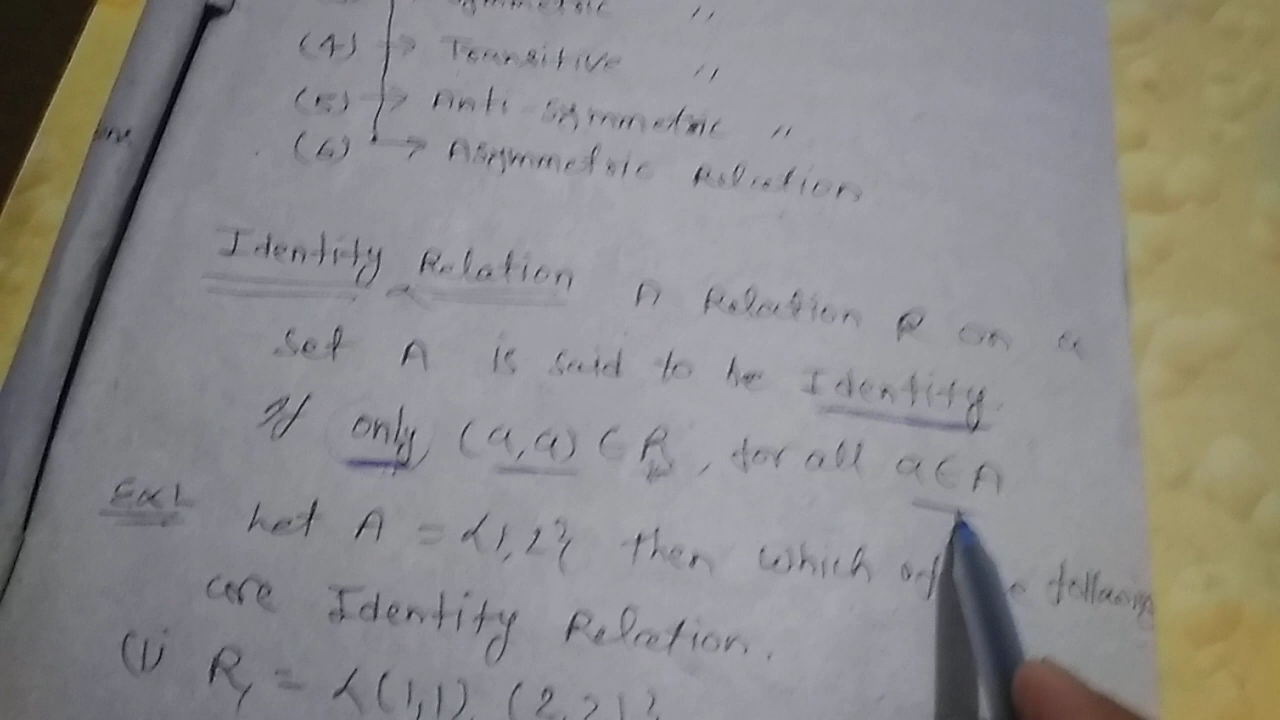 Symmetric "
(4) → Transitive "
(5) → Anti-Symmetric "
(6) → Asymmetric Relation
Identity Relation A Relation R on a
set A is said to be Identity.
If only (a,a) ∈ R, for all a∈A
Ex1 Let A = {1,2} then which of following
are Identity Relation.
(1) R₁ = {(1,1), (2,2)}